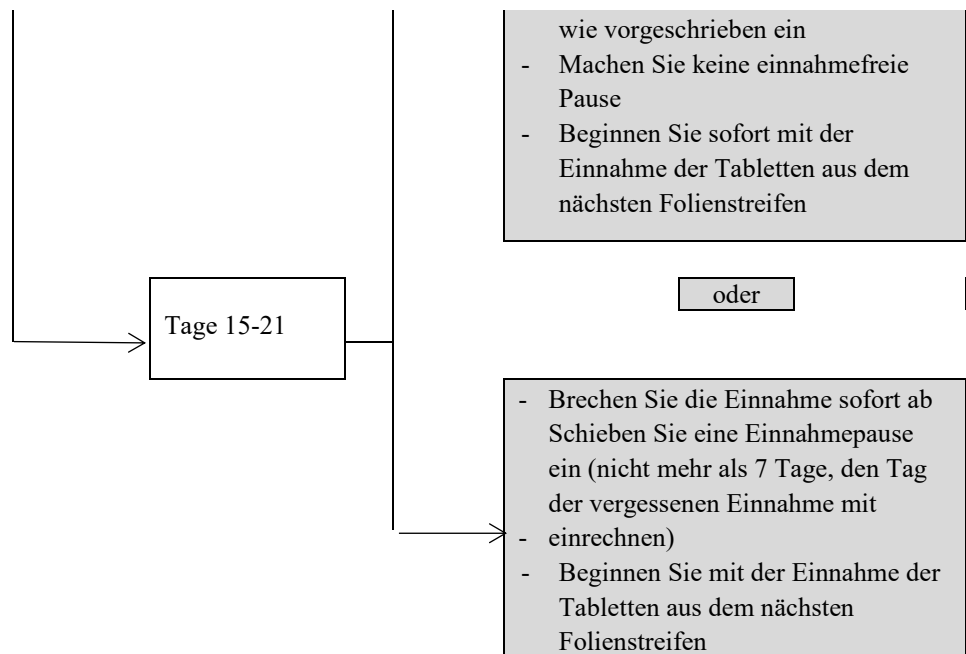 wie vorgeschrieben ein
- Machen Sie keine einnahmefreie
Pause
- Beginnen Sie sofort mit der
Einnahme der Tabletten aus dem
nächsten Folienstreifen
oder
Tage 15-21
- Brechen Sie die Einnahme sofort ab
Schieben Sie eine Einnahmepause
ein (nicht mehr als 7 Tage, den Tag
der vergessenen Einnahme mit
- einrechnen)
- Beginnen Sie mit der Einnahme der
Tabletten aus dem nächsten
Folienstreifen